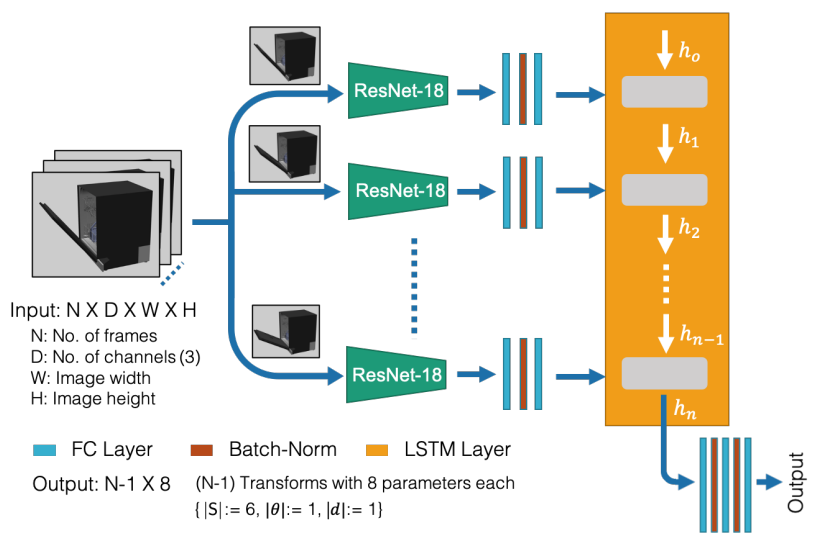 ResNet-18
ResNet-18
ResNet-18
h_o
h_1
h_2
h_{n-1}
h_n
Input: N X D X W X H
N: No. of frames
D: No. of channels (3)
W: Image width
H: Image height
FC Layer
Batch-Norm
LSTM Layer
Output: N-1 X 8
(N-1) Transforms with 8 parameters each
{ |S|:= 6, |θ|:= 1, |d|:= 1}
Output